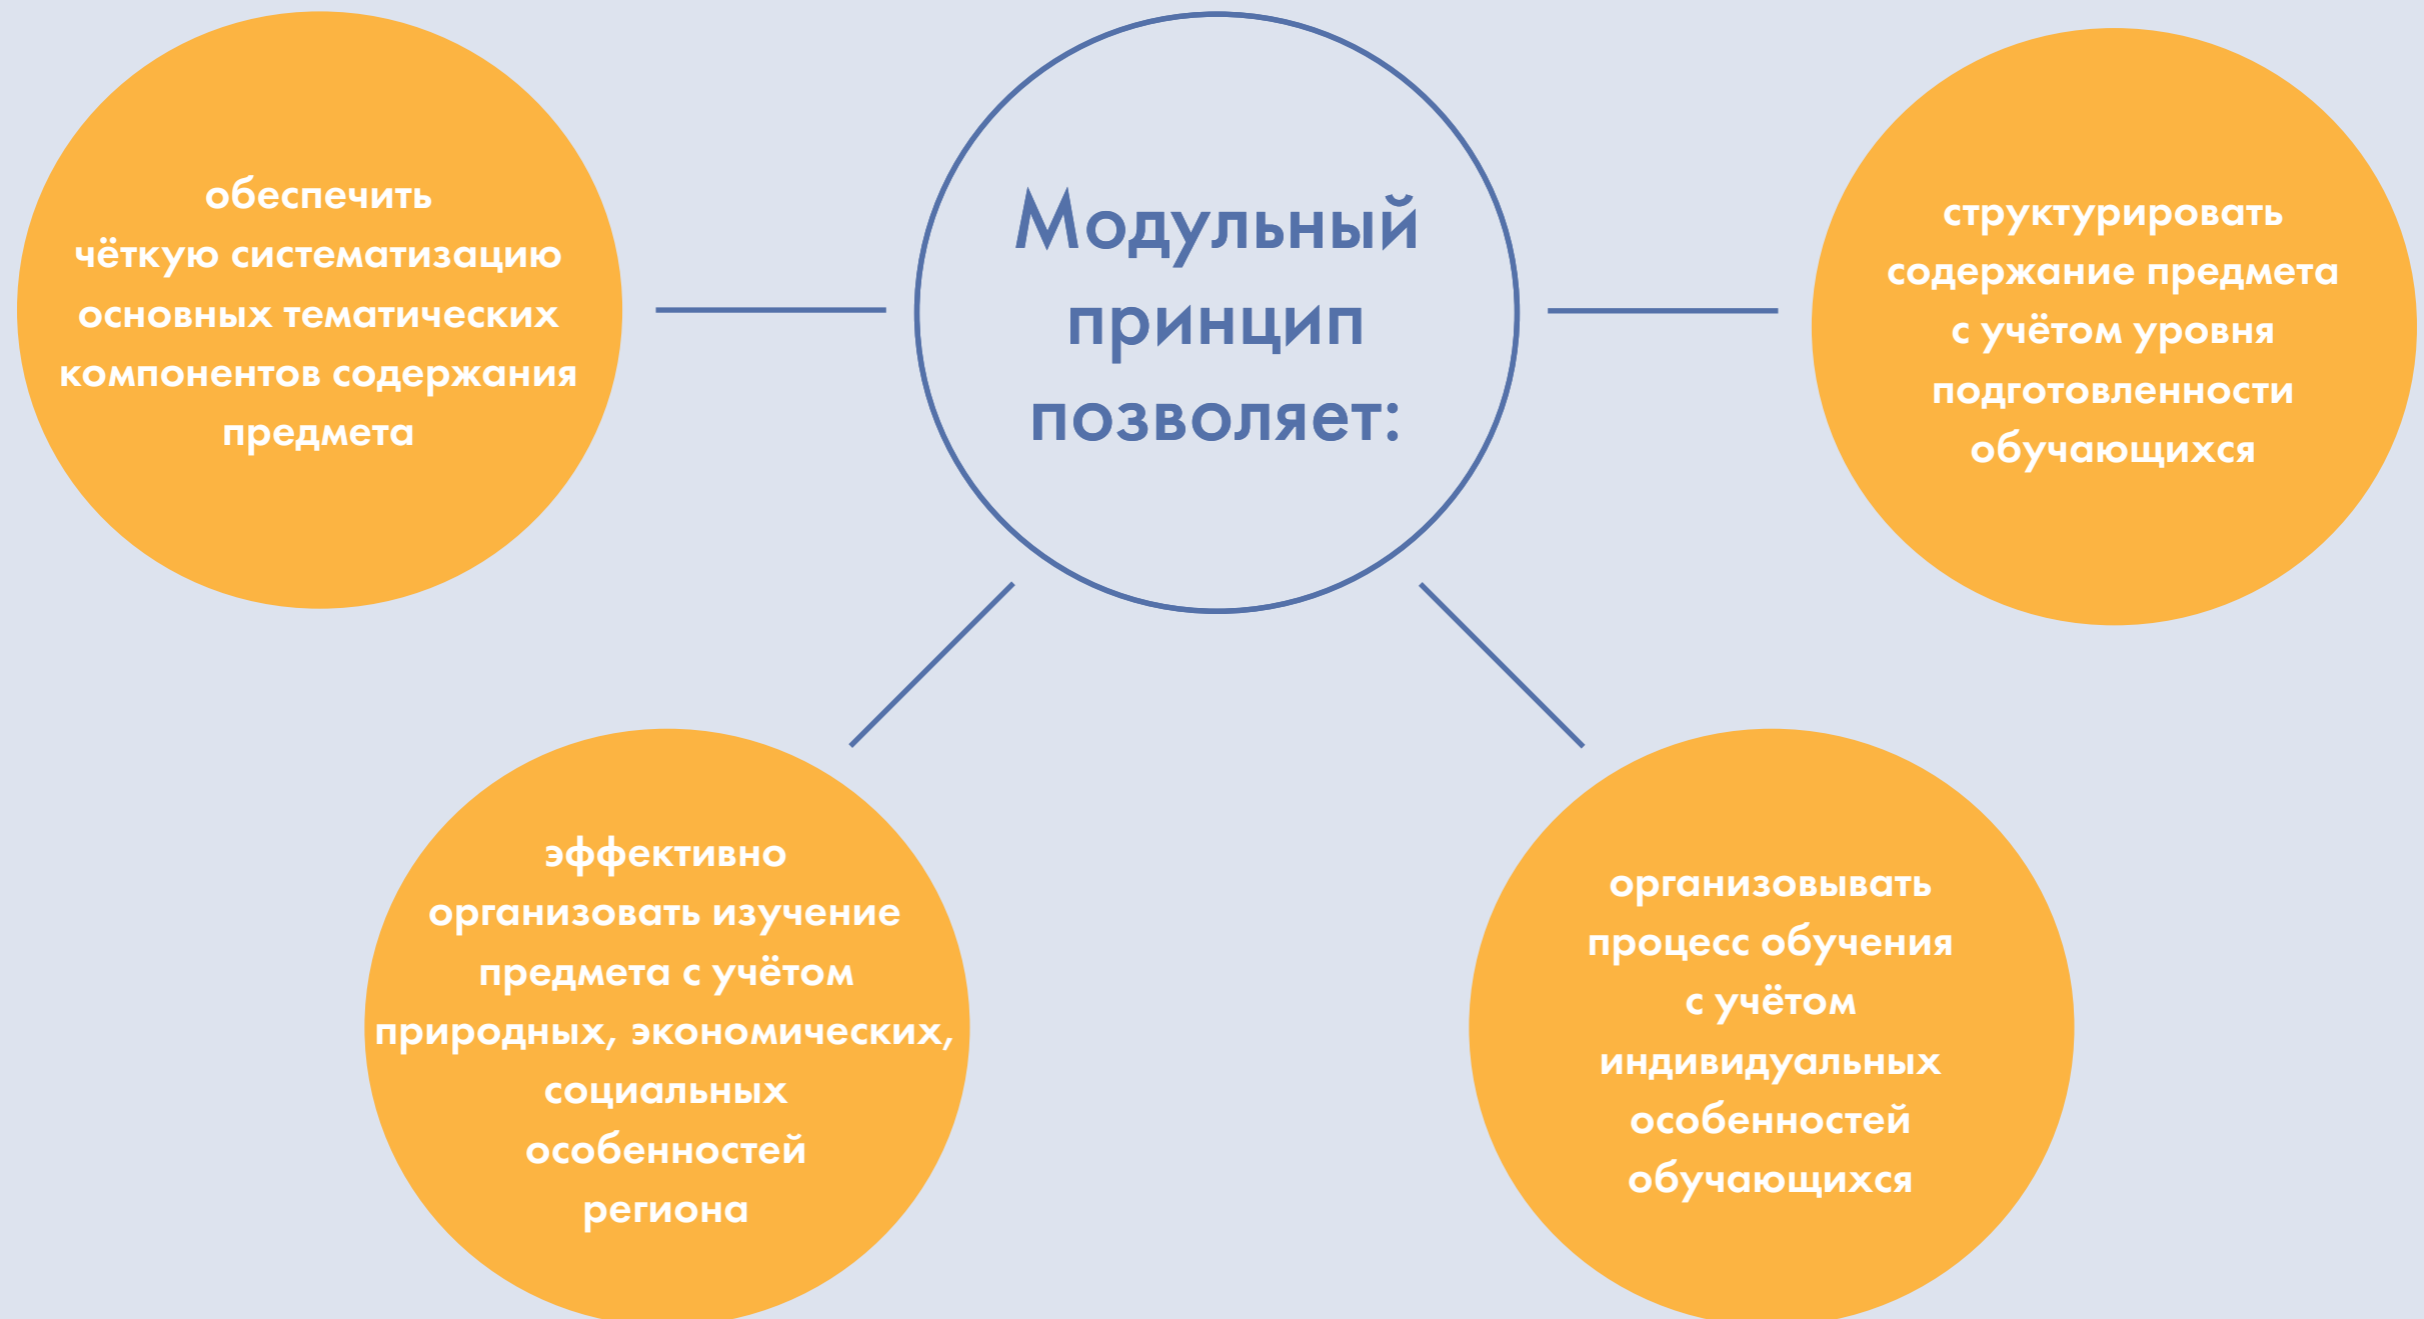 Модульный
принцип
позволяет:
обеспечить
чёткую систематизацию
основных тематических
компонентов содержания
предмета
структурировать
содержание предмета
с учётом уровня
подготовленности
обучающихся
эффективно
организовать изучение
предмета с учётом
природных, экономических,
социальных
особенностей
региона
организовывать
процесс обучения
с учётом
индивидуальных
особенностей
обучающихся